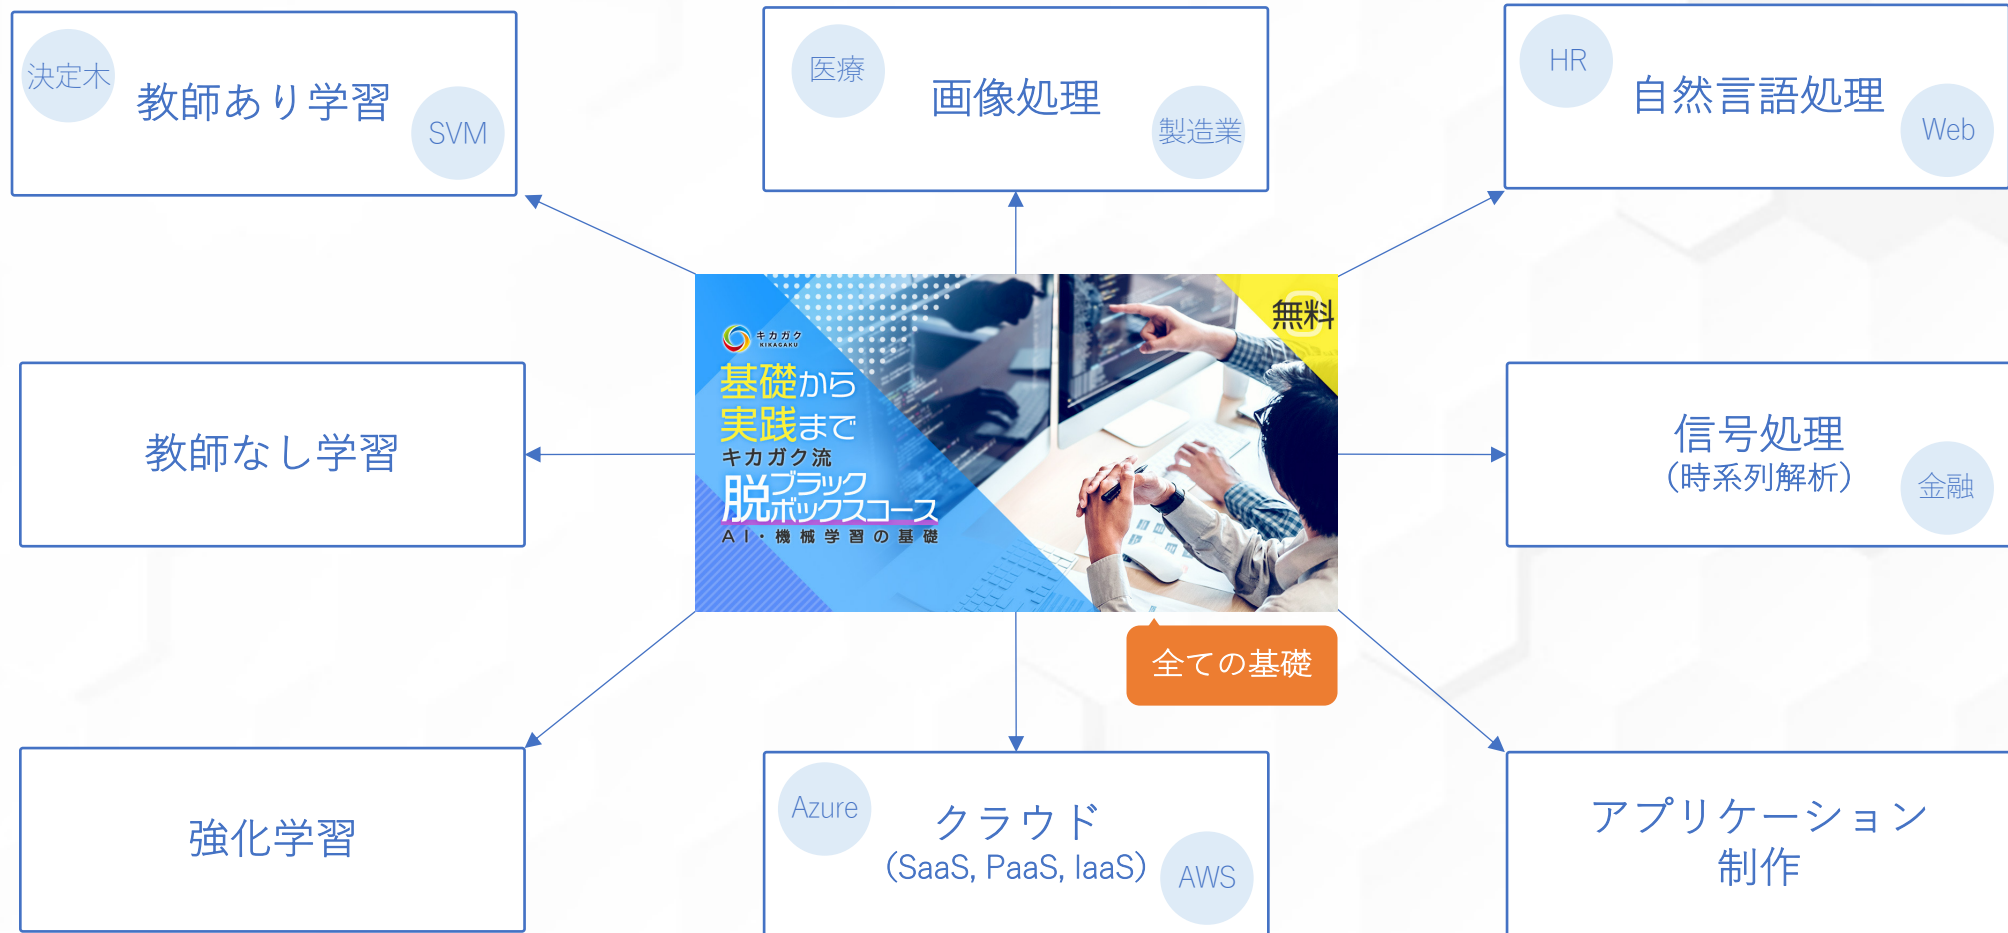 決定木
教師あり学習
SVM
医療
画像処理
製造業
HR
自然言語処理
Web
無料
キカガク
KIKAGAKU
基礎から
実践まで
キカガク流
脱ブラック
ボックスコース
AI・機械学習の基礎
教師なし学習
信号処理
（時系列解析）
金融
全ての基礎
強化学習
Azure
クラウド
（SaaS, PaaS, IaaS）
AWS
アプリケーション
制作